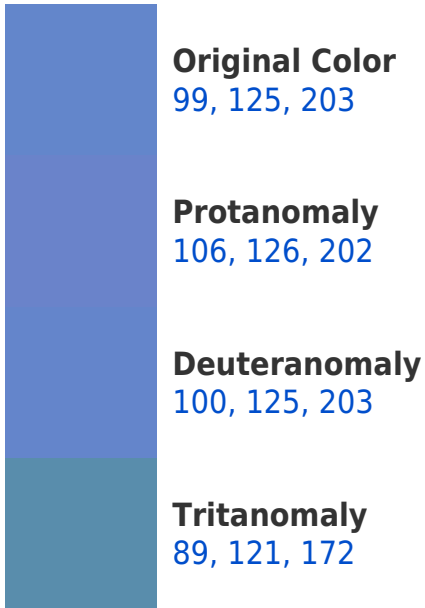 Original Color
99, 125, 203
Protanomaly
106, 126, 202
Deuteranomaly
100, 125, 203
Tritanomaly
89, 121, 172